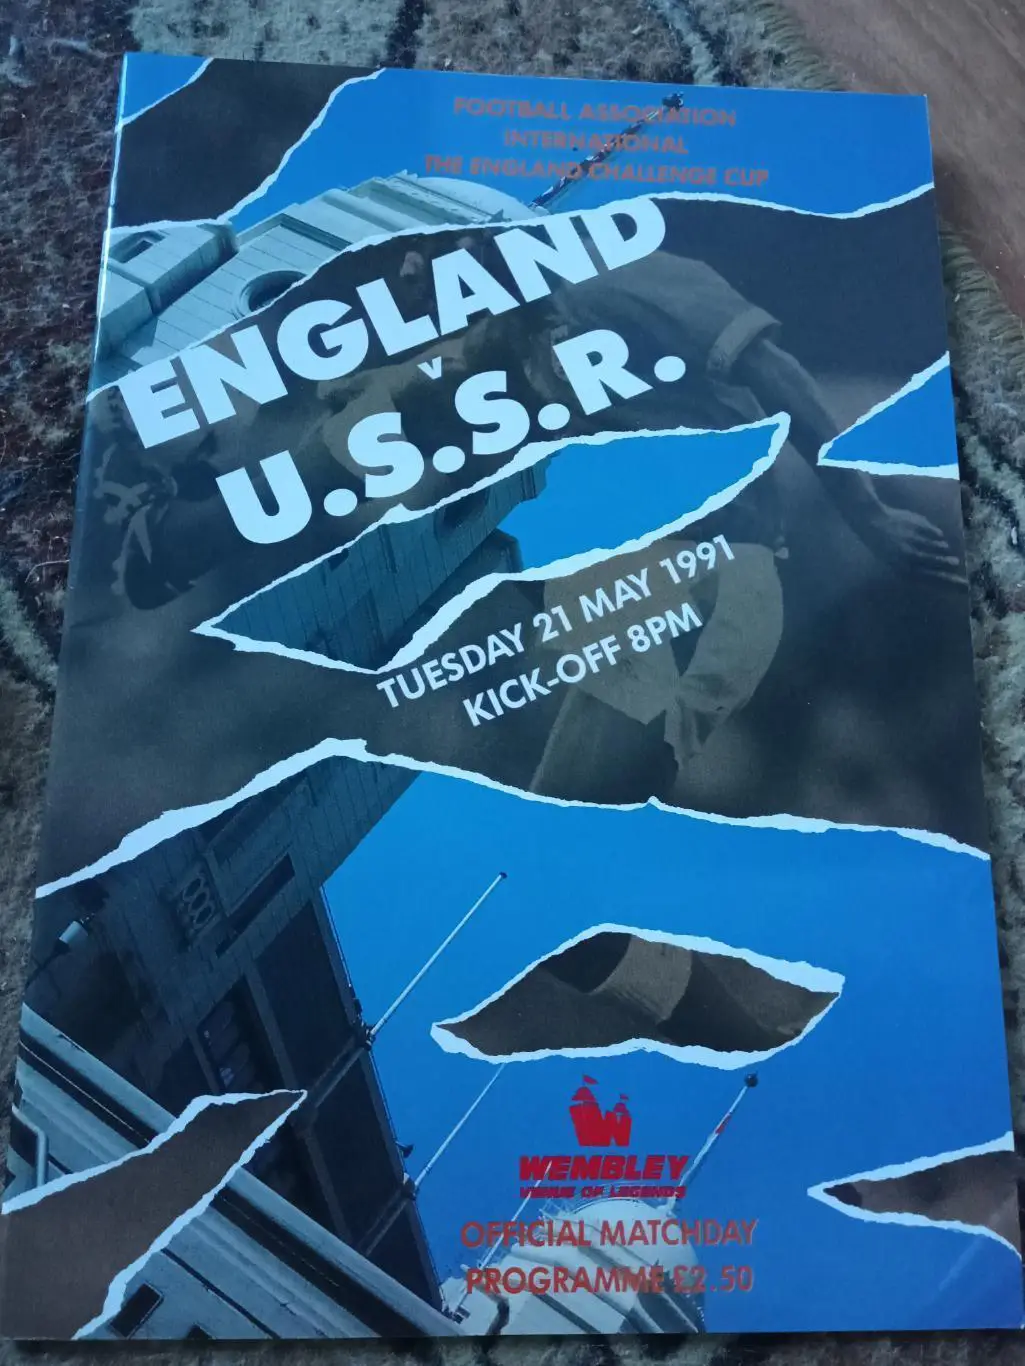 FOOTBALL ASSOCIATION
INTERNATIONAL
THE ENGLAND CHALLENGE CUP
ENGLAND
v
U.S.S.R.
TUESDAY 21 MAY 1991
KICK-OFF 8PM
WEMBLEY
VENUE OF LEGENDS
OFFICIAL MATCHDAY
PROGRAMME £2.50